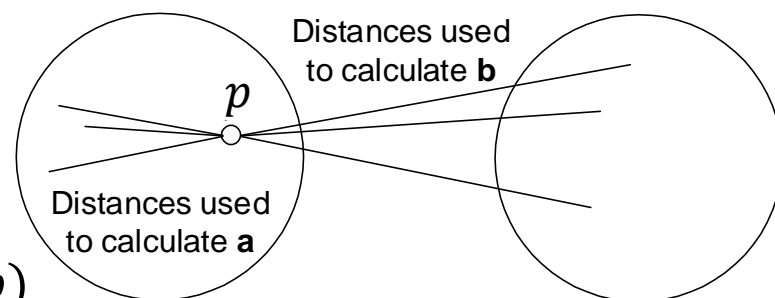 Distances used
to calculate b
p
Distances used
to calculate a
)